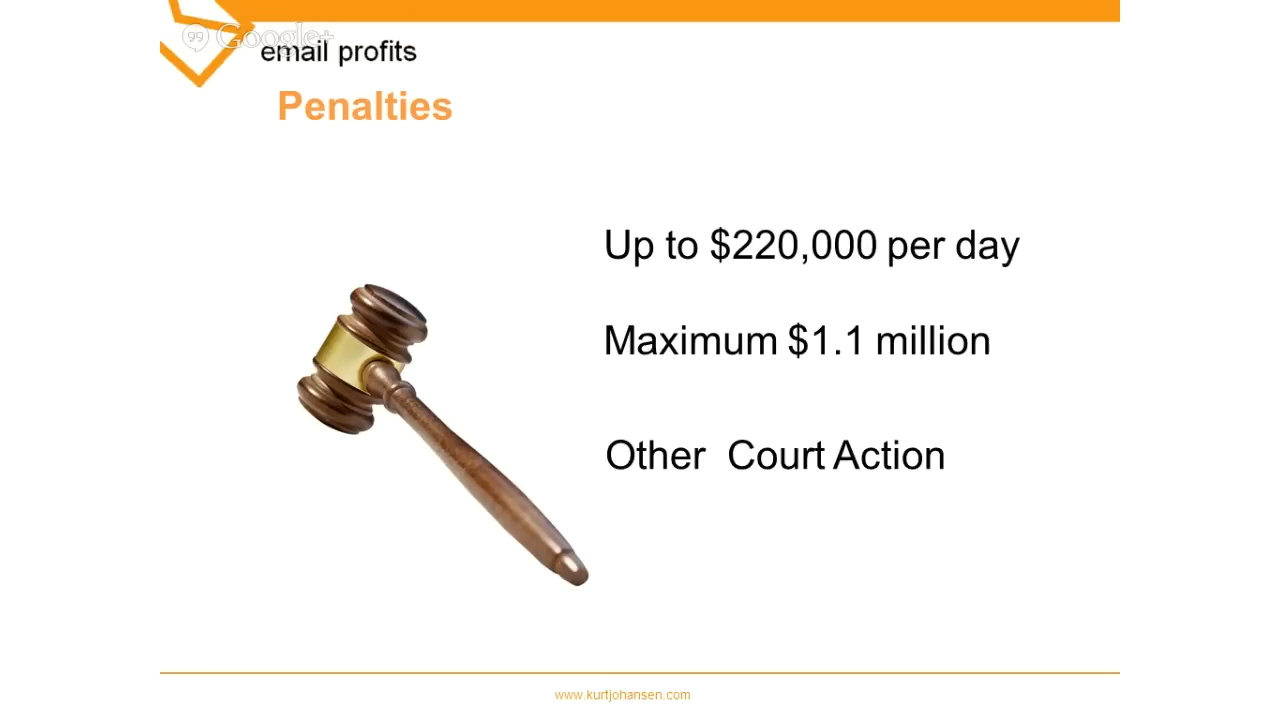 Google+
email profits
Penalties
Up to $220,000 per day
Maximum $1.1 million
Other Court Action
www.kurtjohansen.com